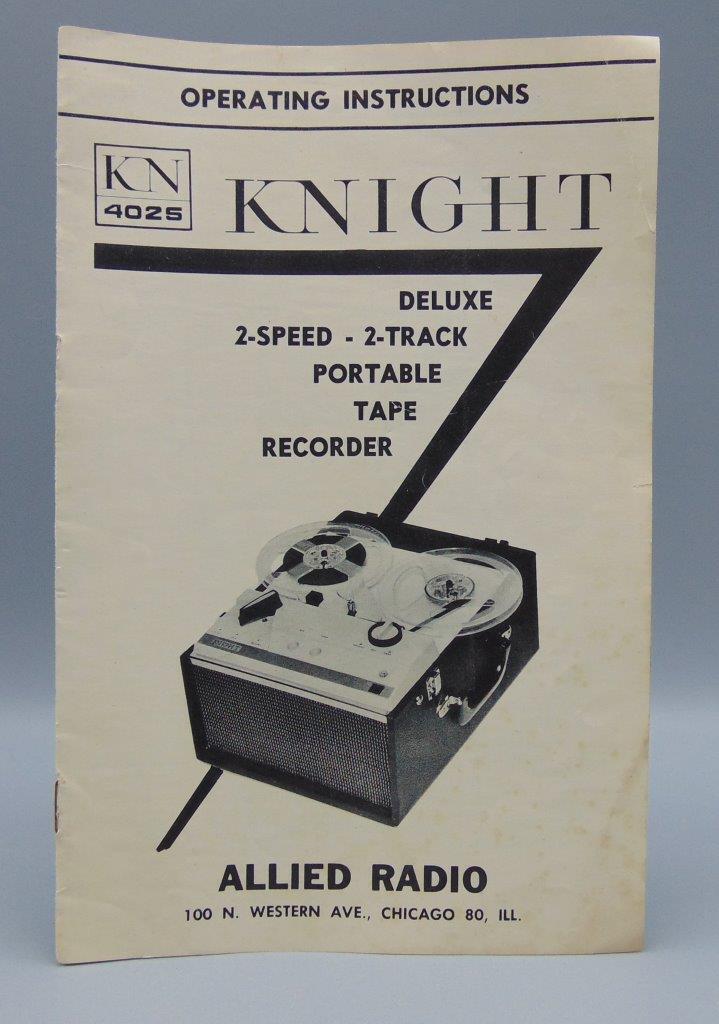 OPERATING INSTRUCTIONS
KN
4025
KNIGHT
DELUXE
2-SPEED - 2-TRACK
PORTABLE
TAPE
RECORDER
KNIGHT
ALLIED RADIO
100 N. WESTERN AVE., CHICAGO 80, ILL.